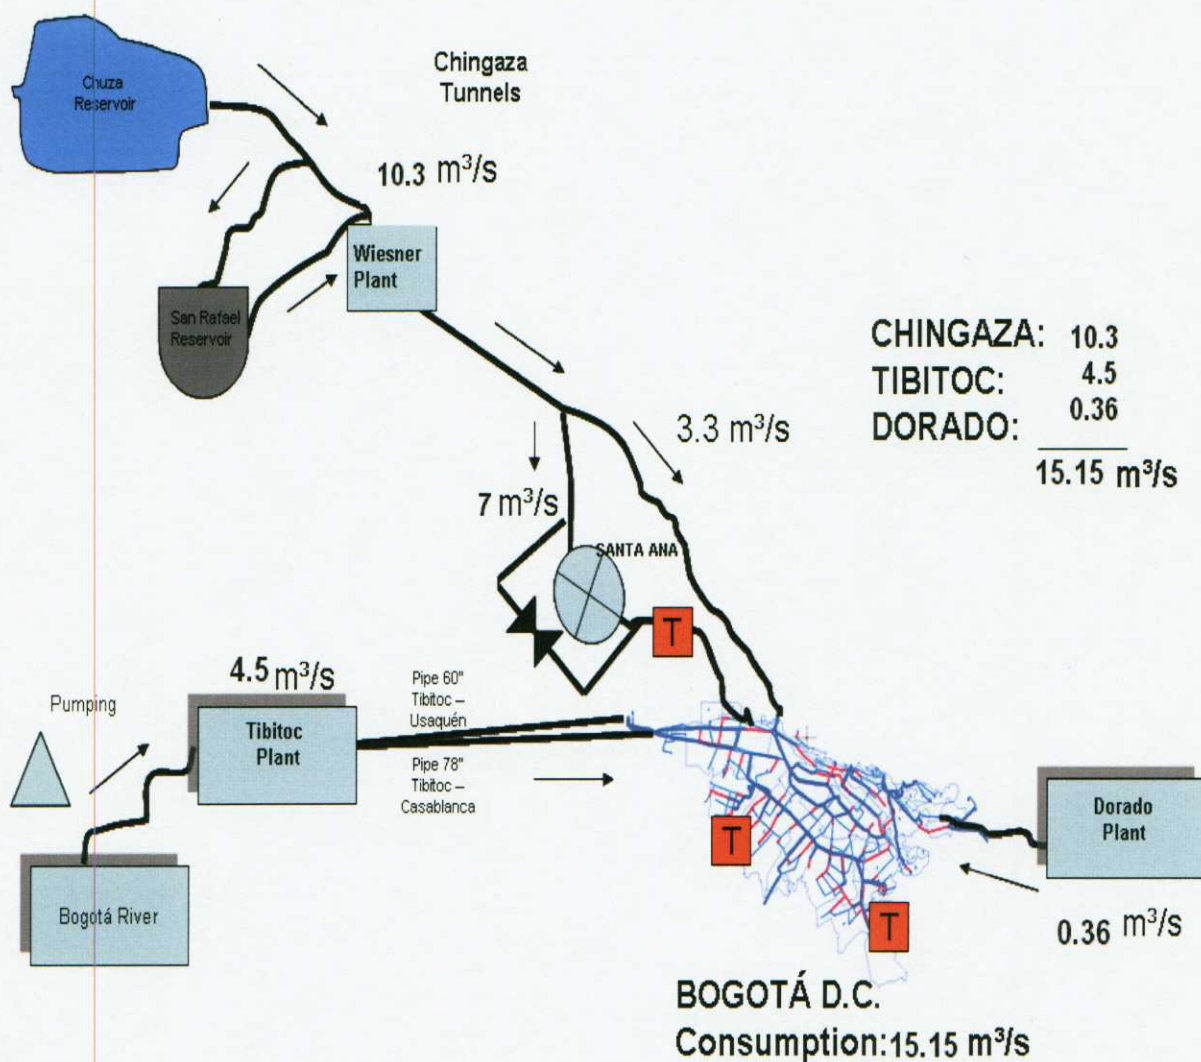 Chuza
Reservoir
Chingaza
Tunnels
10.3 m³/s
Wiesner
Plant
San Rafael
Reservoir
CHINGAZA: 10.3
TIBITOC: 4.5
DORADO: 0.36
15.15 m³/s
3.3 m³/s
7 m³/s
SANTA ANA
T
4.5 m³/s
Pumping
Tibitoc
Plant
Pipe 60"
Tibitoc –
Usaquén
Pipe 78"
Tibitoc –
Casablanca
T
Dorado
Plant
Bogotá River
T
0.36 m³/s
BOGOTÁ D.C.
Consumption:15.15 m³/s